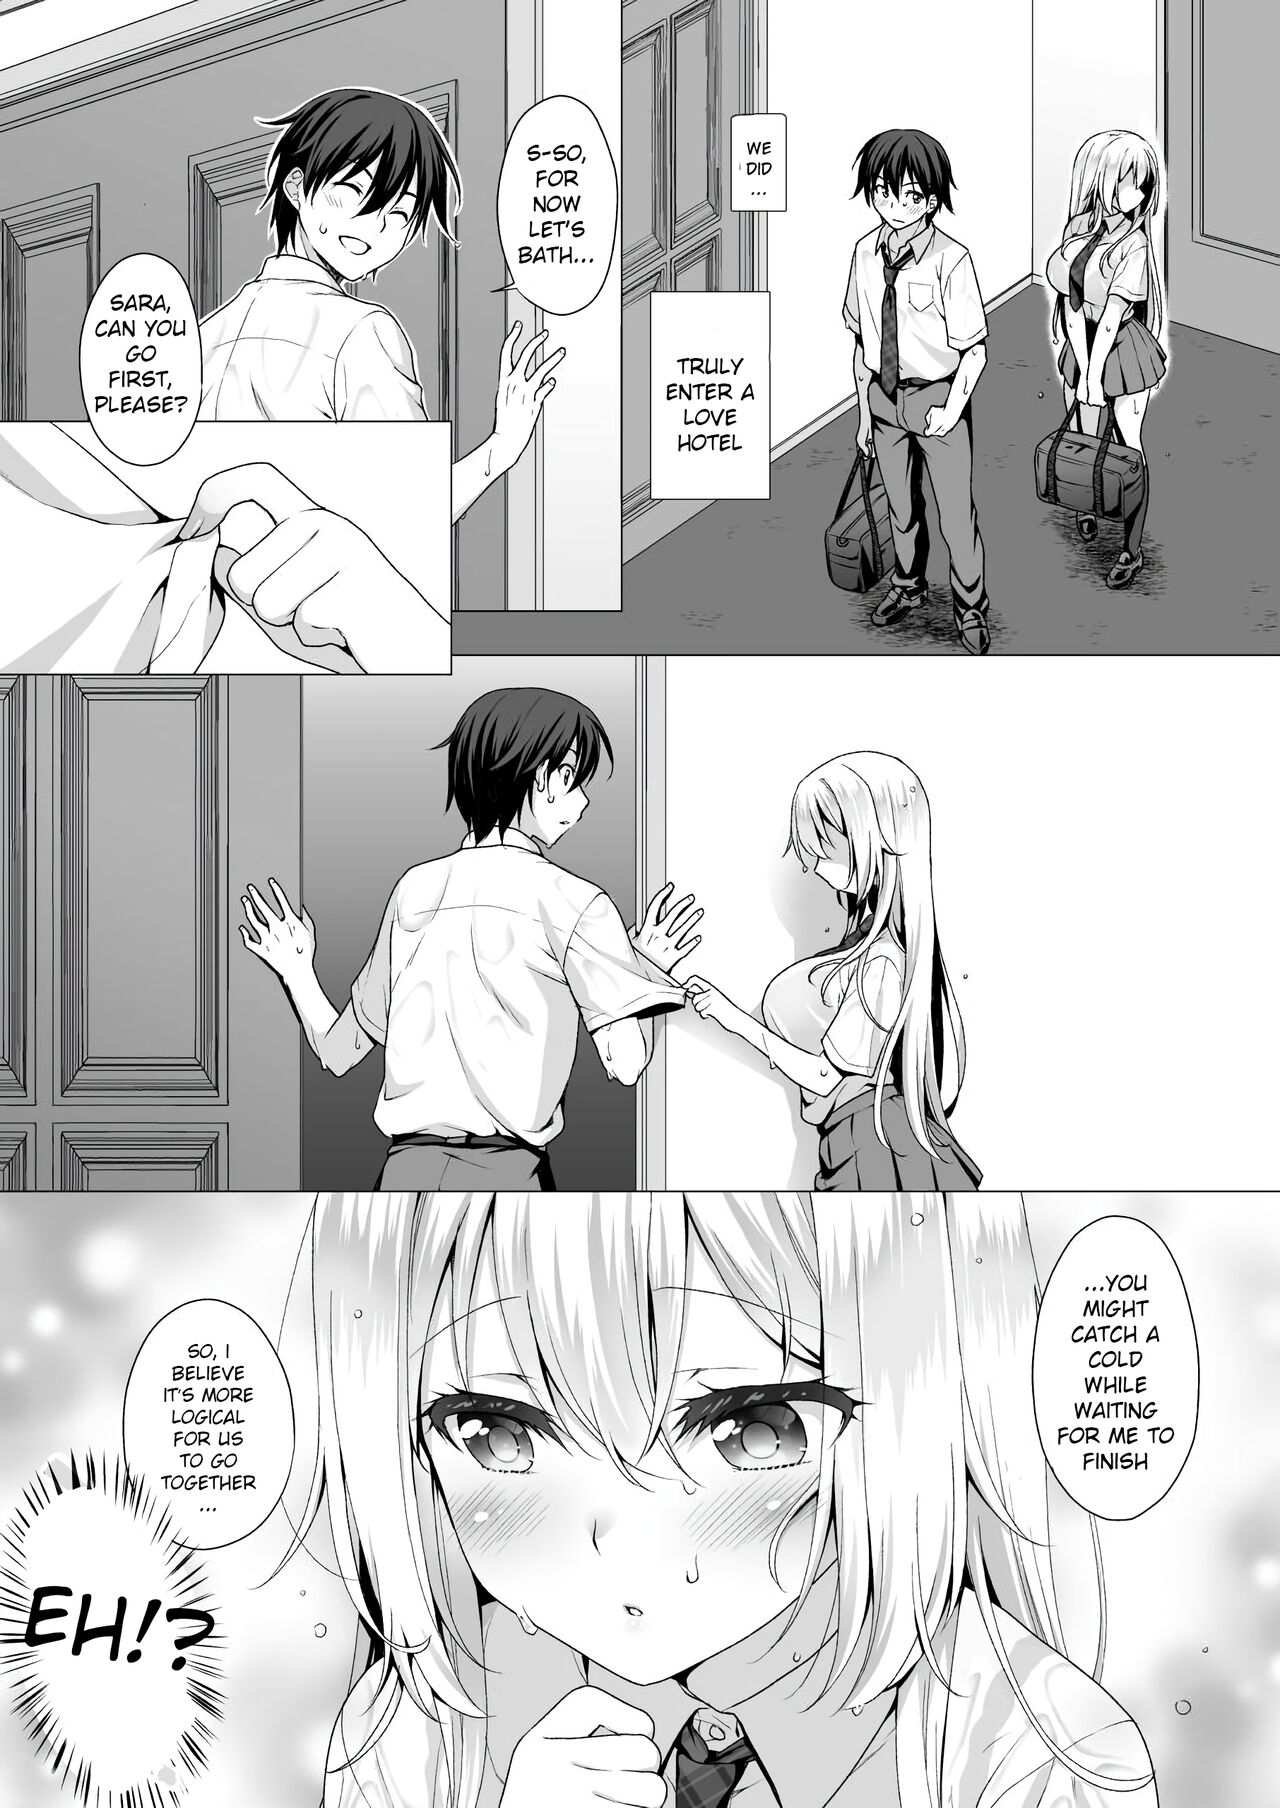 WE
DID
...
TRULY
ENTER A
LOVE
HOTEL
S-SO,
FOR
NOW
LET'S
BATH...
SARA,
CAN YOU
GO
FIRST,
PLEASE?
...YOU
MIGHT
CATCH A
COLD
WHILE
WAITING
FOR ME TO
FINISH
SO, I
BELIEVE
IT'S MORE
LOGICAL
FOR US
TO GO
TOGETHER
...
EH!?